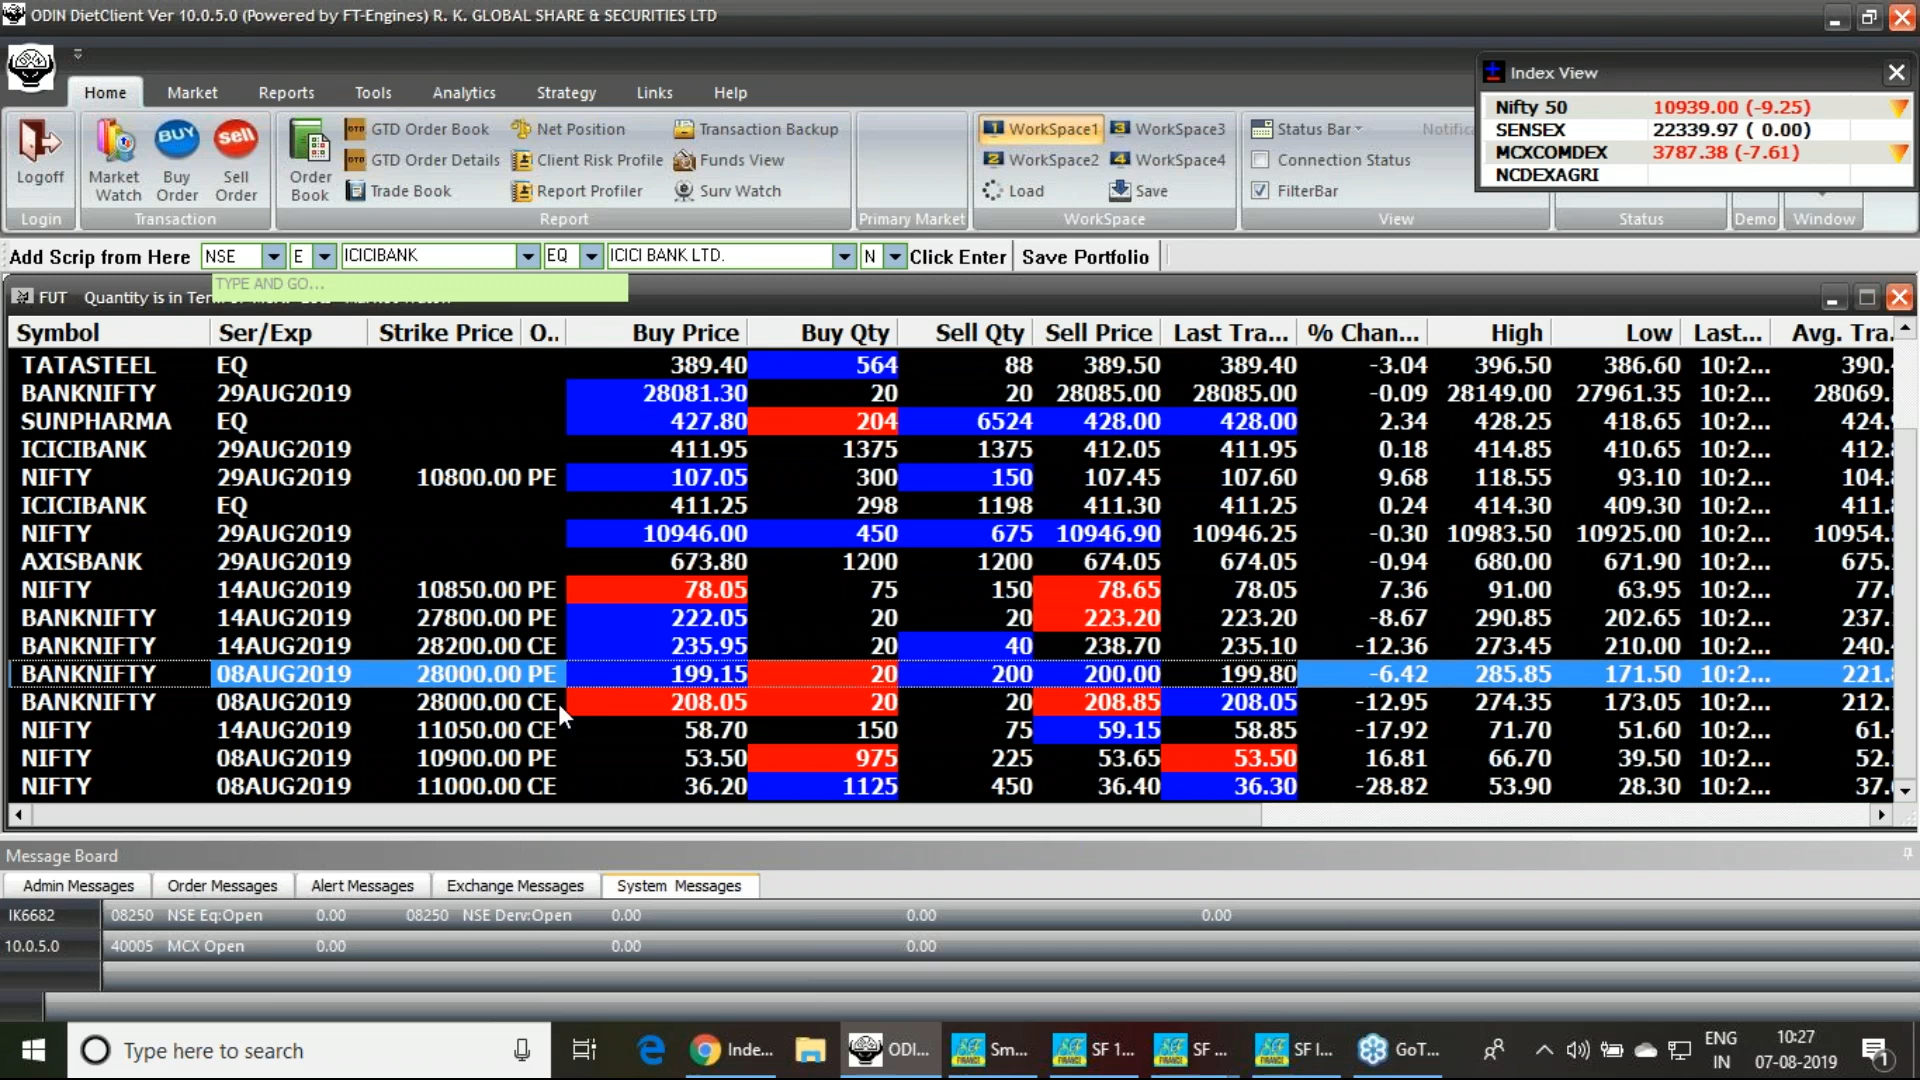 ODIN DietClient Ver 10.0.5.0 (Powered by FT-Engines) R. K. GLOBAL SHARE & SECURITIES LTD
Index View
Home Market Reports Tools Analytics Strategy Links Help
Nifty 50 10939.00 (-9.25)
SENSEX 22339.97 ( 0.00)
MCXCOMDEX 3787.38 (-7.61)
NCDEXAGRI
Logoff Market Watch Buy Order Sell Order Order Book
BUY sell
GTD Order Book Net Position Transaction Backup
GTD Order Details Client Risk Profile Funds View
Trade Book Report Profiler Surv Watch
WorkSpace1 WorkSpace3 Status Bar
WorkSpace2 WorkSpace4 Connection Status
Load Save FilterBar
Login Transaction Report Primary Market WorkSpace View Status Demo Window
Add Scrip from Here NSE E ICICIBANK EQ ICICI BANK LTD. N Click Enter Save Portfolio
TYPE AND GO...
FUT Quantity is in
Symbol Ser/Exp Strike Price O.. Buy Price Buy Qty Sell Qty Sell Price Last Tra... % Chan... High Low Last... Avg. Tra.
TATASTEEL EQ 389.40 564 88 389.50 389.40 -3.04 396.50 386.60 10:2... 390.
BANKNIFTY 29AUG2019 28081.30 20 20 28085.00 28085.00 -0.09 28149.00 27961.35 10:2... 28069.
SUNPHARMA EQ 427.80 204 6524 428.00 428.00 2.34 428.25 418.65 10:2... 424.
ICICIBANK 29AUG2019 411.95 1375 1375 412.05 411.95 0.18 414.85 410.65 10:2... 412.
NIFTY 29AUG2019 10800.00 PE 107.05 300 150 107.45 107.60 9.68 118.55 93.10 10:2... 104.
ICICIBANK EQ 411.25 298 1198 411.30 411.25 0.24 414.30 409.30 10:2... 411.
NIFTY 29AUG2019 10946.00 450 675 10946.90 10946.25 -0.30 10983.50 10925.00 10:2... 10954.
AXISBANK 29AUG2019 673.80 1200 1200 674.05 674.05 -0.94 680.00 671.90 10:2... 675.
NIFTY 14AUG2019 10850.00 PE 78.05 75 150 78.65 78.05 7.36 91.00 63.95 10:2... 77.
BANKNIFTY 14AUG2019 27800.00 PE 222.05 20 20 223.20 223.20 -8.67 290.85 202.65 10:2... 237.
BANKNIFTY 14AUG2019 28200.00 CE 235.95 20 40 238.70 235.10 -12.36 273.45 210.00 10:2... 240.
BANKNIFTY 08AUG2019 28000.00 PE 199.15 20 200 200.00 199.80 -6.42 285.85 171.50 10:2... 221.
BANKNIFTY 08AUG2019 28000.00 CE 208.05 20 20 208.85 208.05 -12.95 274.35 173.05 10:2... 212.
NIFTY 14AUG2019 11050.00 CE 58.70 150 75 59.15 58.85 -17.92 71.70 51.60 10:2... 61.
NIFTY 08AUG2019 10900.00 PE 53.50 975 225 53.65 53.50 16.81 66.70 39.50 10:2... 52.
NIFTY 08AUG2019 11000.00 CE 36.20 1125 450 36.40 36.30 -28.82 53.90 28.30 10:2... 37.
Message Board
Admin Messages Order Messages Alert Messages Exchange Messages System Messages
IK6682 08250 NSE Eq:Open 0.00 08250 NSE Derv:Open 0.00 0.00 0.00
10.0.5.0 40005 MCX Open 0.00 0.00 0.00
Type here to search Inde... ODI... Sm... SF 1... SF ... SF I... GoT... ENG 10:27
IN 07-08-2019 1